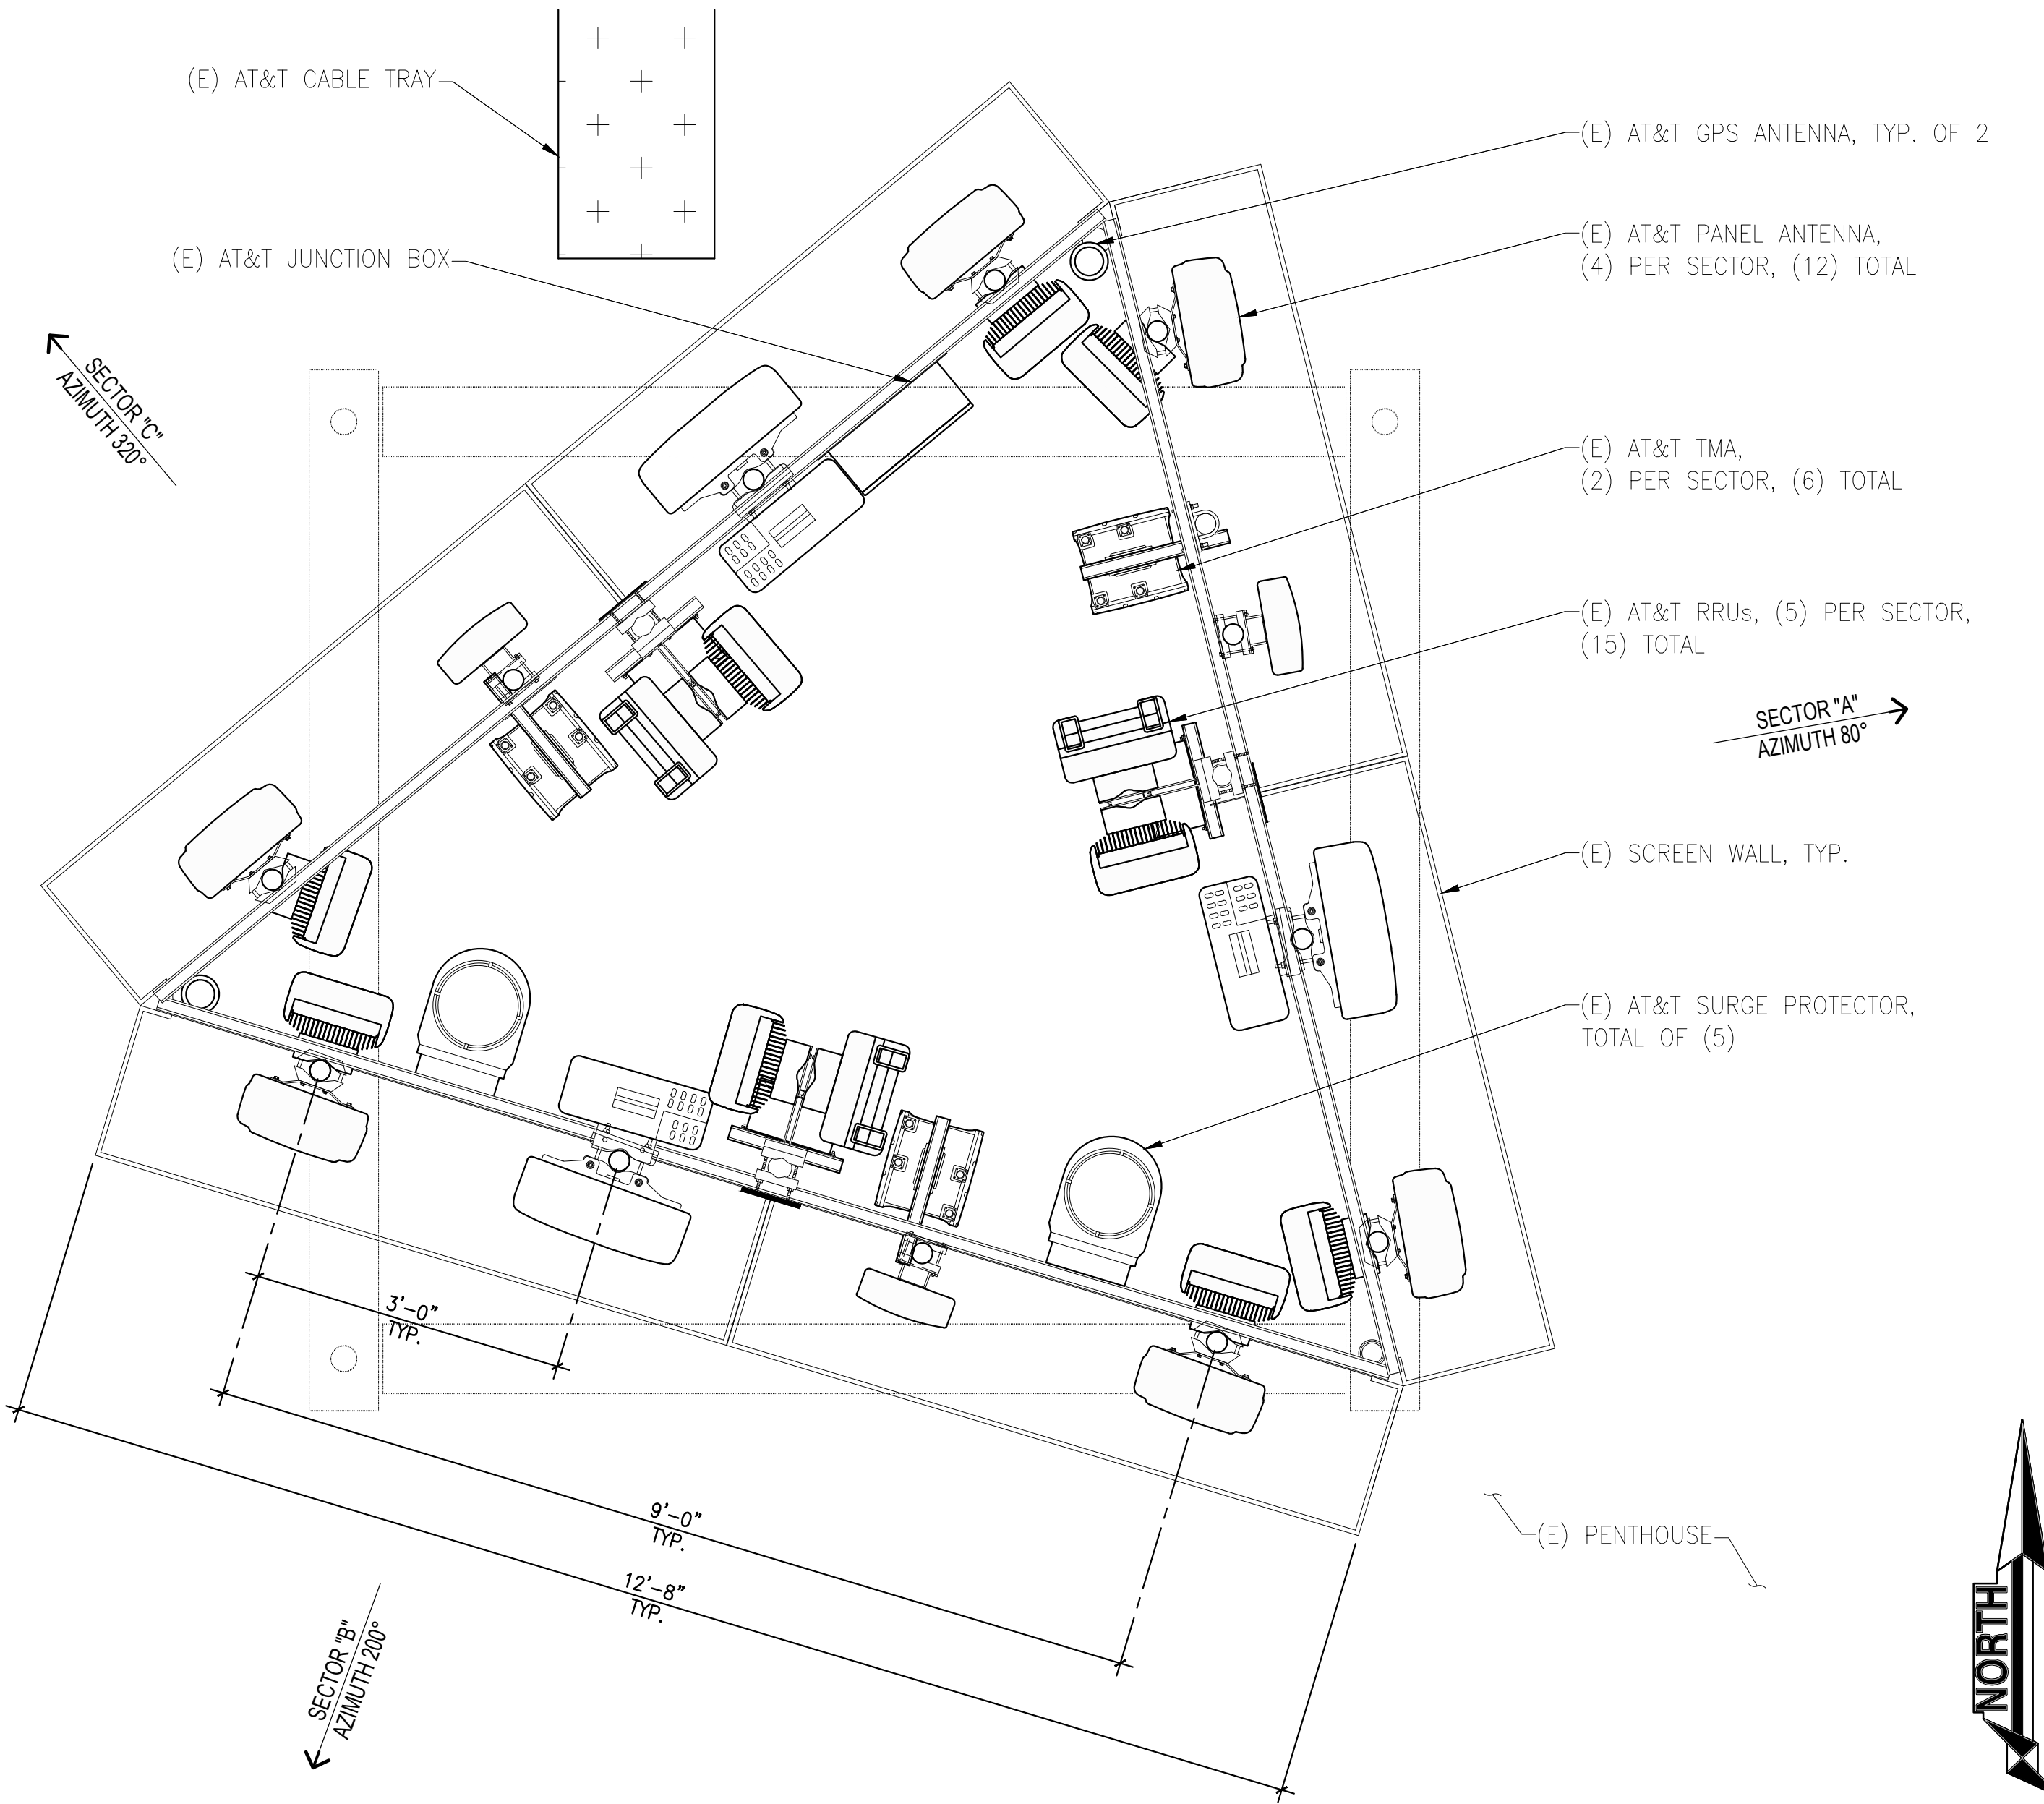 (E) AT&T CABLE TRAY
(E) AT&T GPS ANTENNA, TYP. OF 2
(E) AT&T PANEL ANTENNA,
(4) PER SECTOR, (12) TOTAL
(E) AT&T JUNCTION BOX
SECTOR "C"
AZIMUTH 320°
(E) AT&T TMA,
(2) PER SECTOR, (6) TOTAL
(E) AT&T RRUs, (5) PER SECTOR,
(15) TOTAL
SECTOR "A"
AZIMUTH 80°
(E) SCREEN WALL, TYP.
(E) AT&T SURGE PROTECTOR,
TOTAL OF (5)
3'-0"
TYP.
9'-0"
TYP.
12'-8"
TYP.
(E) PENTHOUSE
SECTOR "B"
AZIMUTH 200°
NORTH